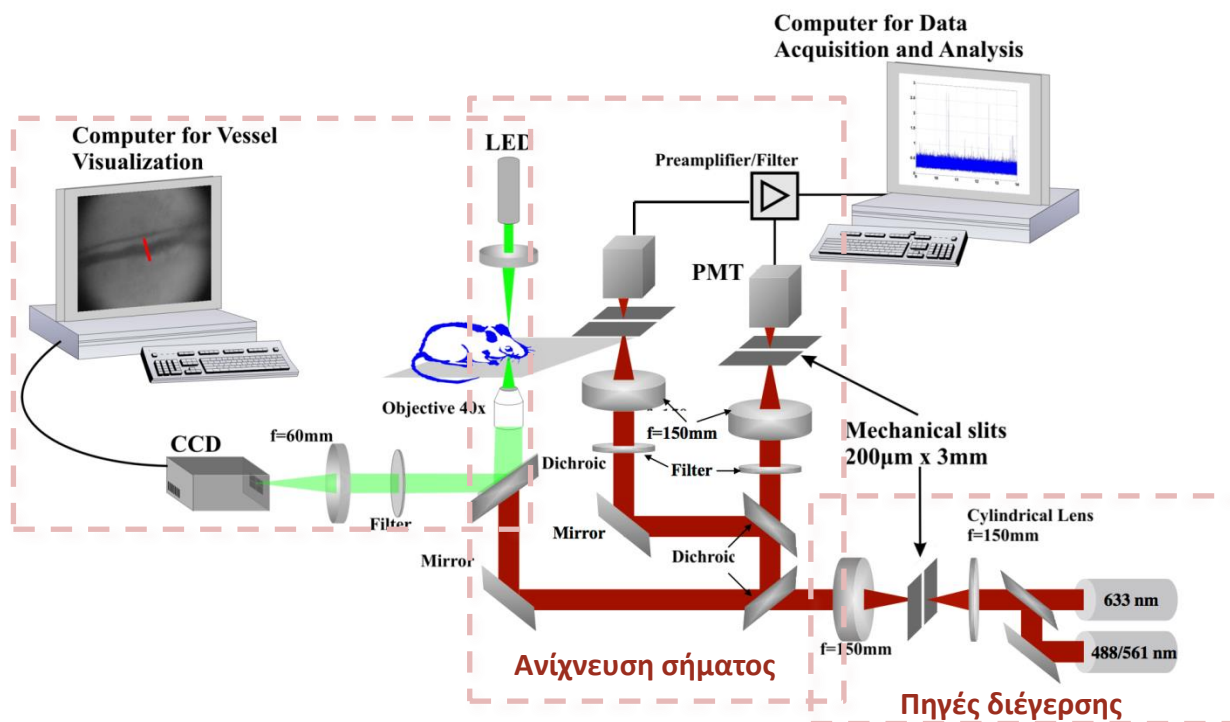 Computer for Data
Acquisition and Analysis
Computer for Vessel
Visualization
LED
Preamplifier/Filter
PMT
Objective 40x
f=150mm
Mechanical slits
200μm x 3mm
CCD
f=60mm
Dichroic
Filter
Filter
Cylindrical Lens
f=150mm
Mirror
Dichroic
Mirror
633 nm
488/561 nm
f=150mm
Ανίχνευση σήματος
Πηγές διέγερσης